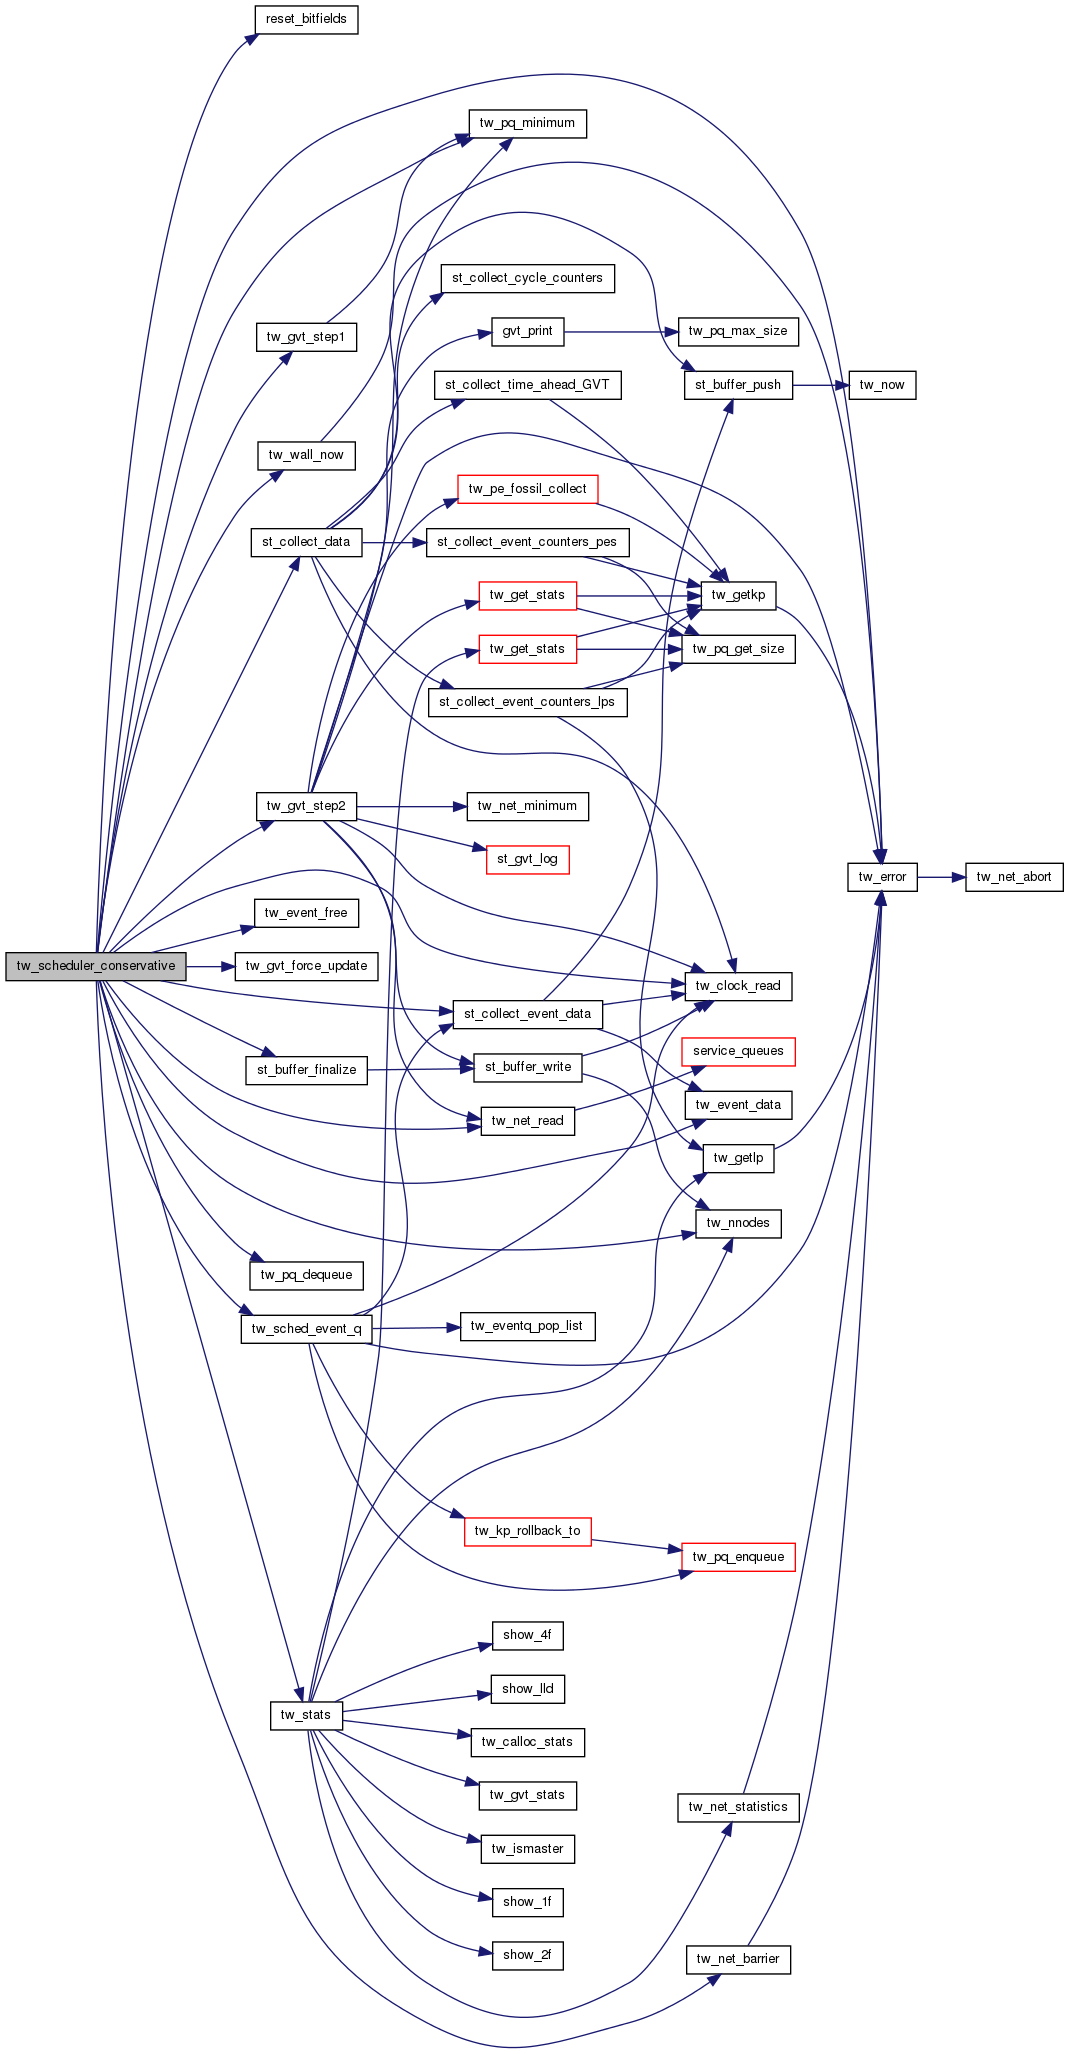 reset_bitfields
tw_pq_minimum
st_collect_cycle_counters
tw_gvt_step1
gvt_print
tw_pq_max_size
st_collect_time_ahead_GVT
st_buffer_push
tw_now
tw_wall_now
tw_pe_fossil_collect
st_collect_data
st_collect_event_counters_pes
tw_get_stats
tw_getkp
tw_get_stats
tw_pq_get_size
st_collect_event_counters_lps
tw_gvt_step2
tw_net_minimum
st_gvt_log
tw_error
tw_net_abort
tw_event_free
tw_scheduler_conservative
tw_gvt_force_update
tw_clock_read
st_collect_event_data
service_queues
st_buffer_finalize
st_buffer_write
tw_event_data
tw_net_read
tw_getlp
tw_nnodes
tw_pq_dequeue
tw_sched_event_q
tw_eventq_pop_list
tw_kp_rollback_to
tw_pq_enqueue
show_4f
show_lld
tw_stats
tw_calloc_stats
tw_gvt_stats
tw_net_statistics
tw_ismaster
show_1f
show_2f
tw_net_barrier